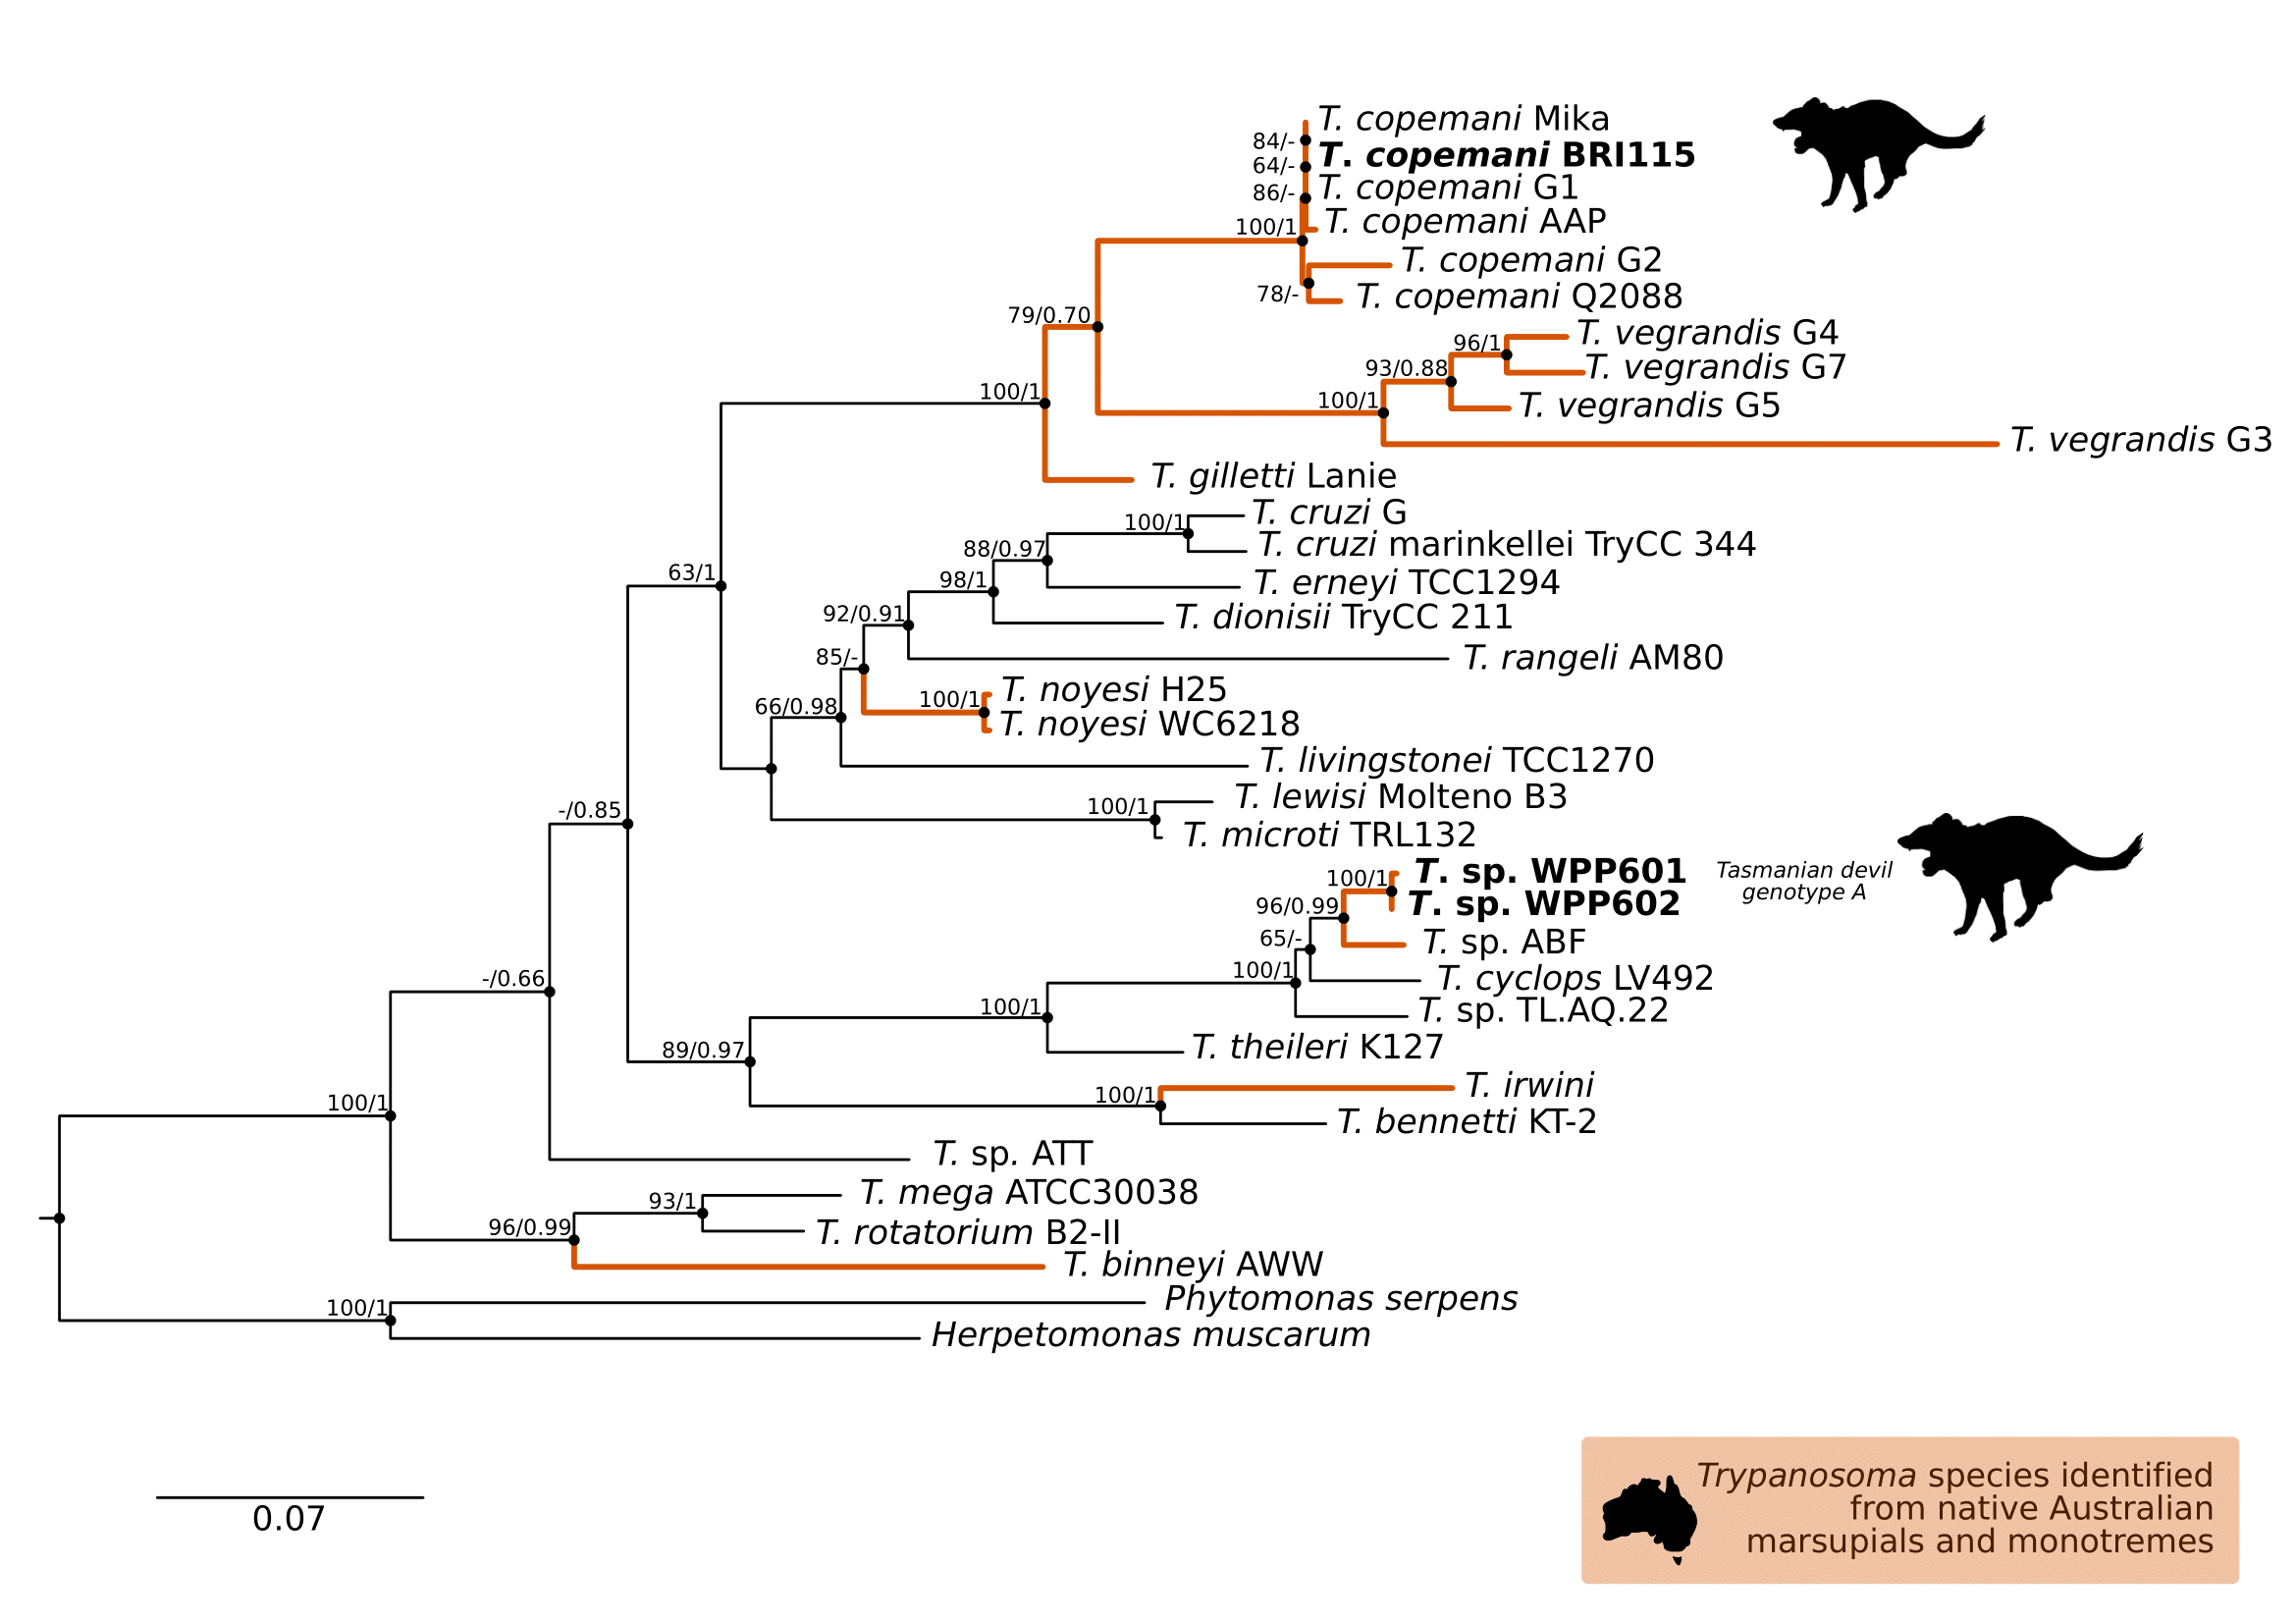 T. copemani Mika
84/-
T. copemani BRI115
64/-
T. copemani G1
86/-
T. copemani AAP
100/1
T. copemani G2
78/-
T. copemani Q2088
79/0.70
T. vegrandis G4
96/1
T. vegrandis G7
93/0.88
T. vegrandis G5
100/1
100/1
T. vegrandis G3
T. gilletti Lanie
T. cruzi G
100/1
T. cruzi marinkellei TryCC 344
88/0.97
T. erneyi TCC1294
63/1
98/1
T. dionisii TryCC 211
92/0.91
T. rangeli AM80
85/-
T. noyesi H25
100/1
66/0.98
T. noyesi WC6218
T. livingstonei TCC1270
T. lewisi Molteno B3
-/0.85
100/1
T. microti TRL132
T. sp. WPP601
100/1
Tasmanian devil
genotype A
T. sp. WPP602
96/0.99
T. sp. ABF
65/-
T. cyclops LV492
-/0.66
100/1
T. sp. TL.AQ.22
100/1
T. theileri K127
89/0.97
T. irwini
100/1
100/1
T. bennetti KT-2
T. sp. ATT
T. mega ATCC30038
93/1
T. rotatorium B2-II
96/0.99
T. binneyi AWW
Phytomonas serpens
100/1
Herpetomonas muscarum
0.07
Trypanosoma species identified
from native Australian
marsupials and monotremes